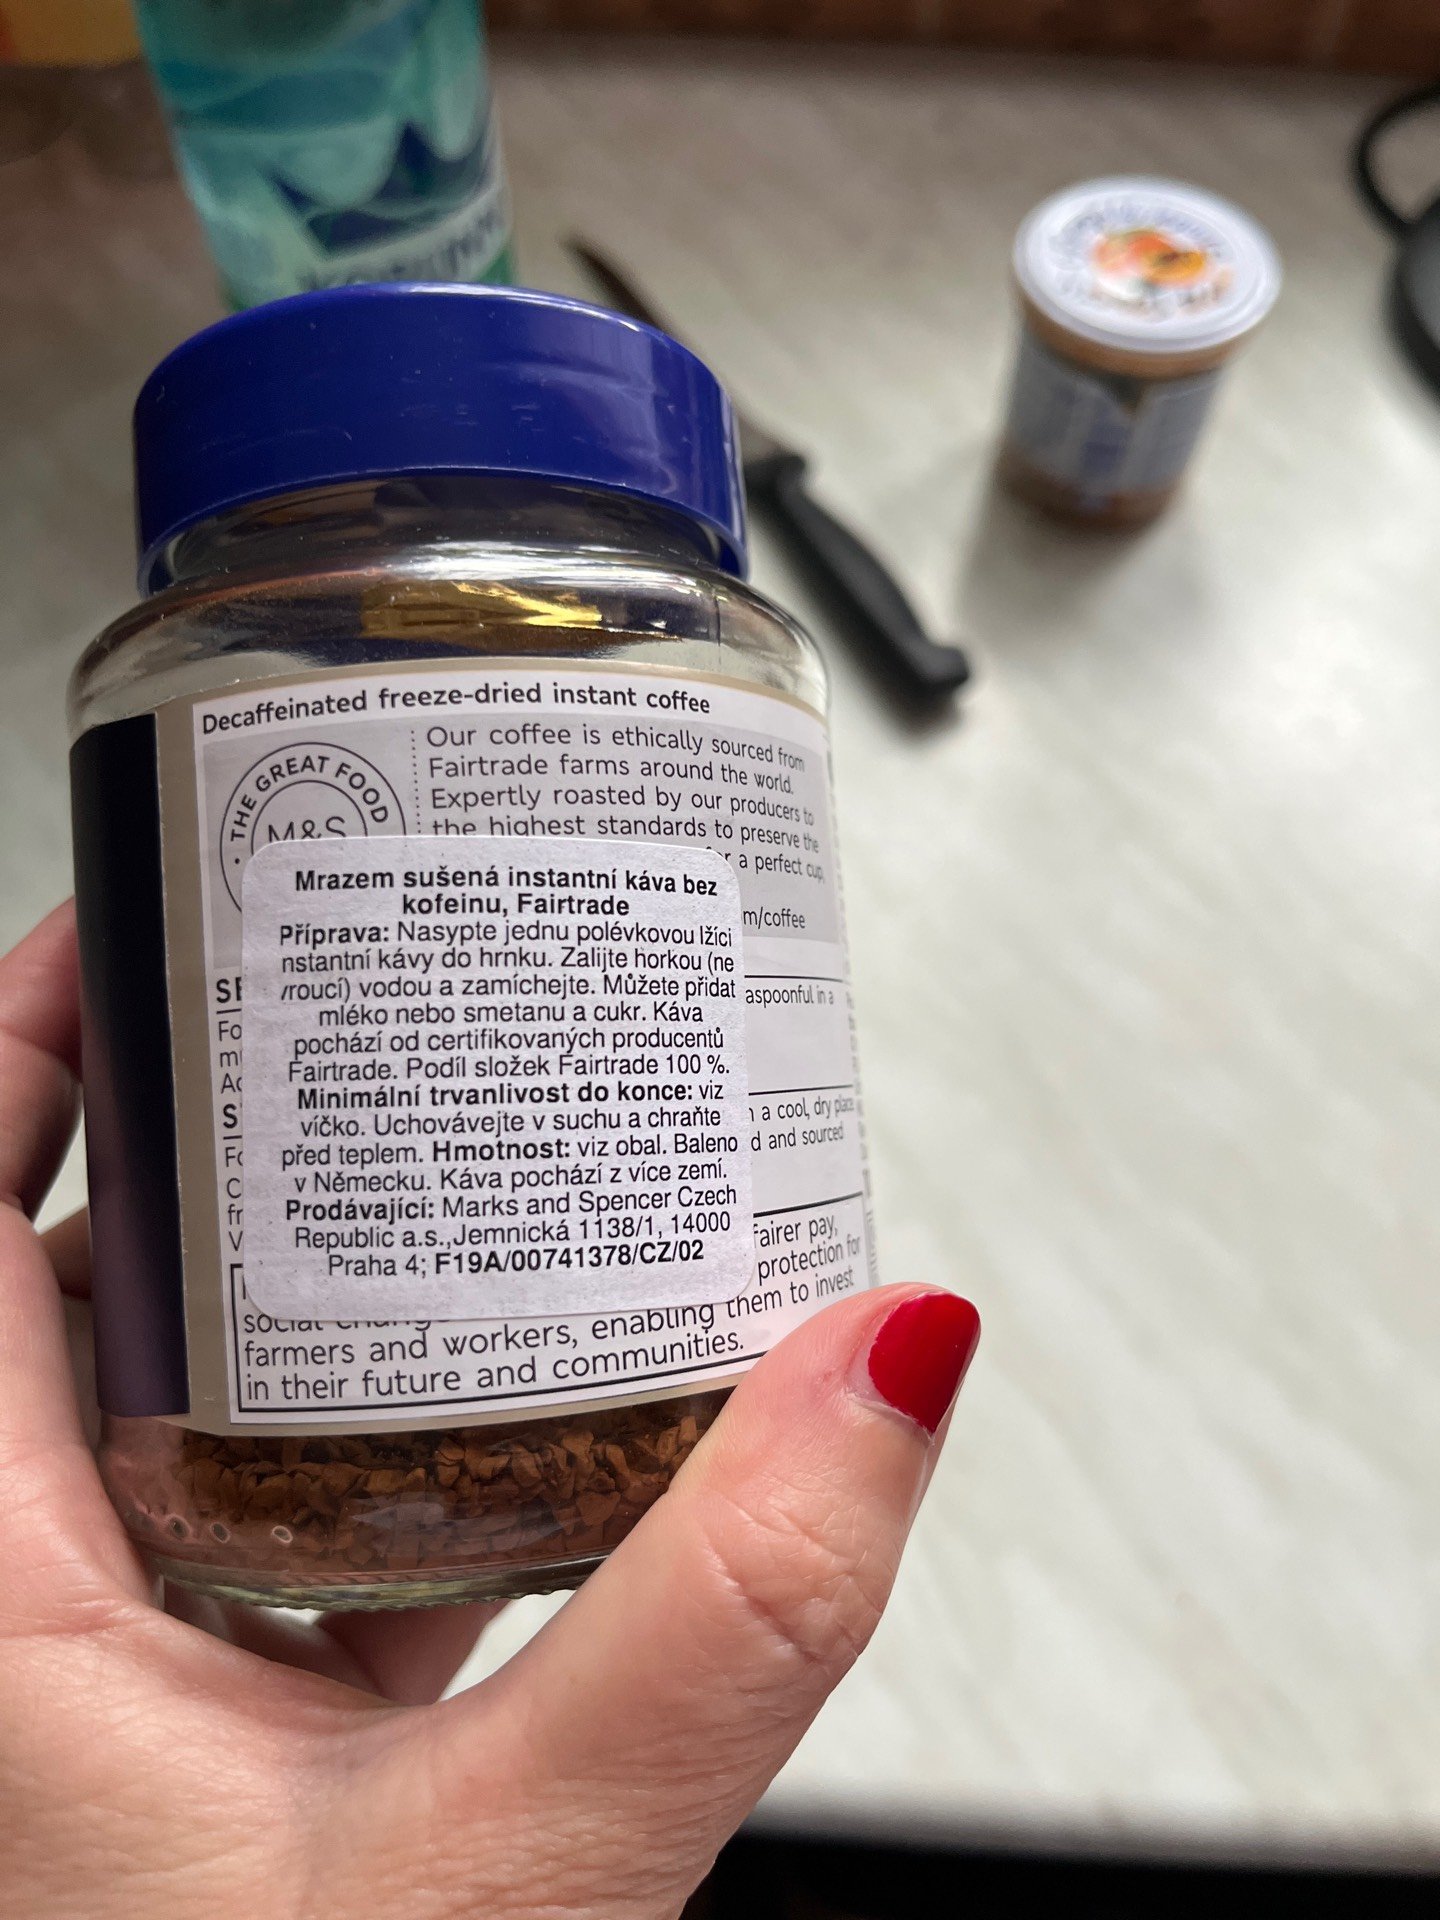 Decaffeinated freeze-dried instant coffee
· THE GREAT FOOD
M&S
Our coffee is ethically sourced from
Fairtrade farms around the world.
Expertly roasted by our producers to
the highest standards to preserve the
a perfect cup.
m/coffee
Mrazem sušená instantní káva bez
kofeinu, Fairtrade
Příprava: Nasypte jednu polévkovou lžíci
nstantní kávy do hrnku. Zalijte horkou (ne
vroucí) vodou a zamíchejte. Můžete přidat
mléko nebo smetanu a cukr. Káva
pochází od certifikovaných producentů
Fairtrade. Podíl složek Fairtrade 100 %.
Minimální trvanlivost do konce: viz
víčko. Uchovávejte v suchu a chraňte
před teplem. Hmotnost: viz obal. Baleno
v Německu. Káva pochází z více zemí.
Prodávající: Marks and Spencer Czech
Republic a.s.,Jemnická 1138/1, 14000
Praha 4; F19A/00741378/CZ/02
aspoonful in a
a cool, dry place
d and sourced
fairer pay,
protection for
social them to invest
farmers and workers, enabling
in their future and communities.